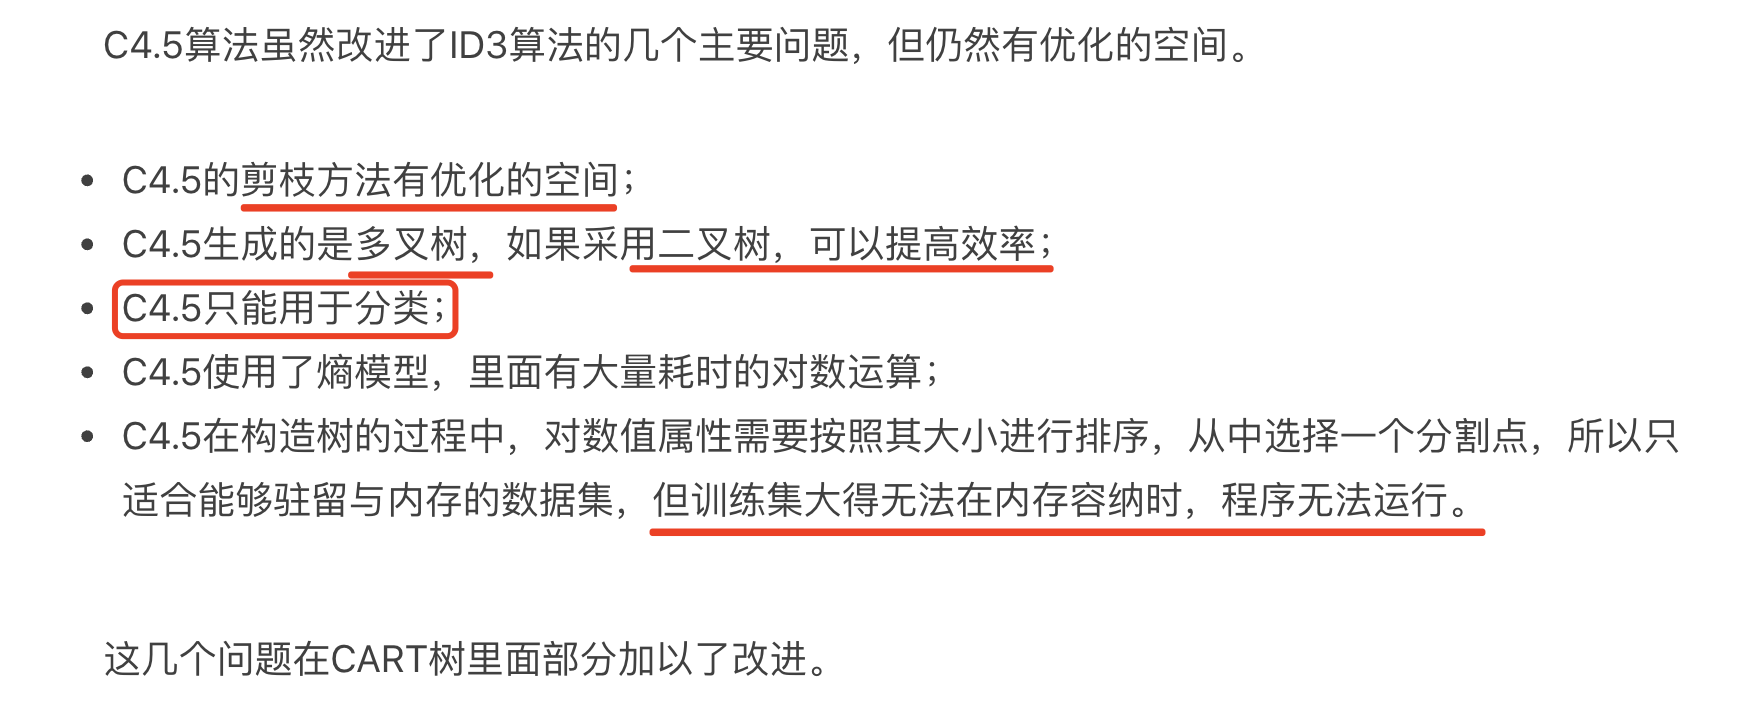 C4.5算法虽然改进了ID3算法的几个主要问题，但仍然有优化的空间。
C4.5的剪枝方法有优化的空间；
C4.5生成的是多叉树，如果采用二叉树，可以提高效率；
C4.5只能用于分类；
C4.5使用了熵模型，里面有大量耗时的对数运算；
C4.5在构造树的过程中，对数值属性需要按照其大小进行排序，从中选择一个分割点，所以只
适合能够驻留与内存的数据集，但训练集大得无法在内存容纳时，程序无法运行。
这几个问题在CART树里面部分加以了改进。